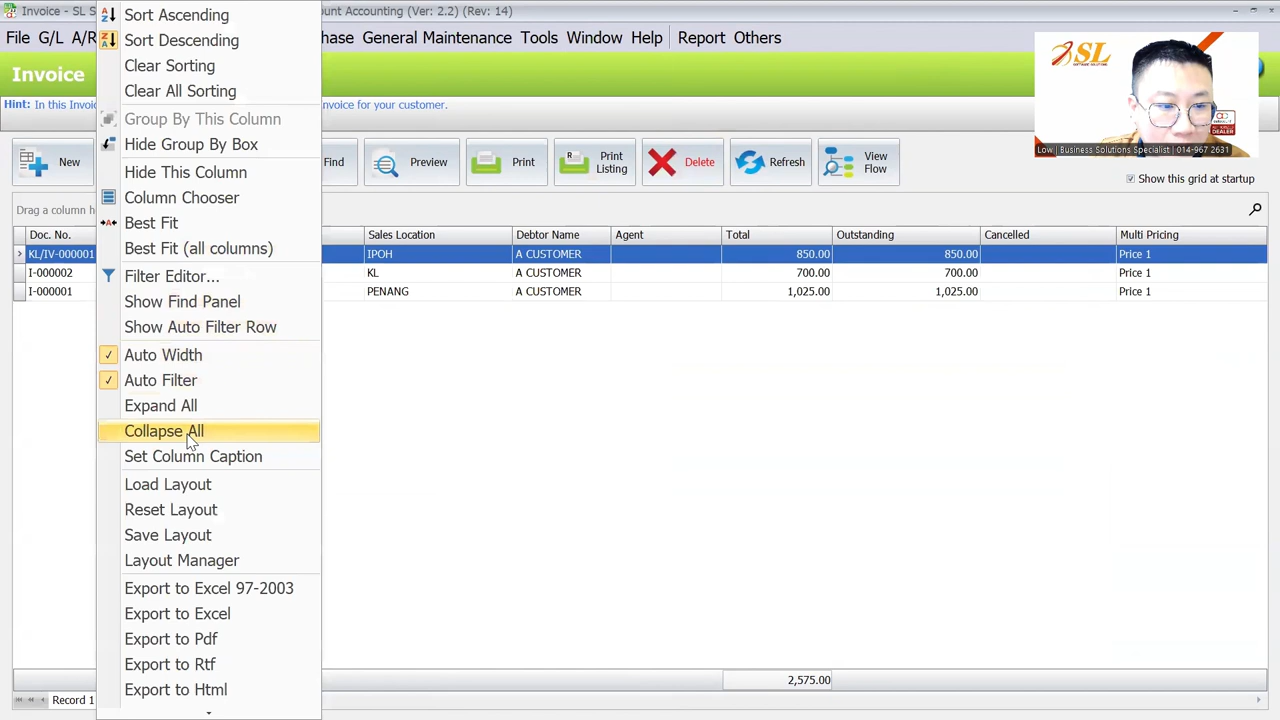 Invoice - SL S
ount Accounting (Ver: 2.2) (Rev: 14)
File G/L A/R
hase General Maintenance Tools Window Help Report Others
Invoice
Hint: In this Invoic
nvoice for your customer.
New
Find
Preview
Print
Print Listing
Delete
Refresh
View Flow
Show this grid at startup
Drag a column h
Doc. No. Sales Location Debtor Name Agent Total Outstanding Cancelled Multi Pricing
KL/IV-000001 IPOH A CUSTOMER 850.00 850.00 Price 1
I-000002 KL A CUSTOMER 700.00 700.00 Price 1
I-000001 PENANG A CUSTOMER 1,025.00 1,025.00 Price 1
2,575.00
Record 1
Sort Ascending
Sort Descending
Clear Sorting
Clear All Sorting
Group By This Column
Hide Group By Box
Hide This Column
Column Chooser
Best Fit
Best Fit (all columns)
Filter Editor...
Show Find Panel
Show Auto Filter Row
Auto Width
Auto Filter
Expand All
Collapse All
Set Column Caption
Load Layout
Reset Layout
Save Layout
Layout Manager
Export to Excel 97-2003
Export to Excel
Export to Pdf
Export to Rtf
Export to Html
SL
SOFTWARE SOLUTIONS
DEALER
Low | Business Solutions Specialist | 014-967 2631